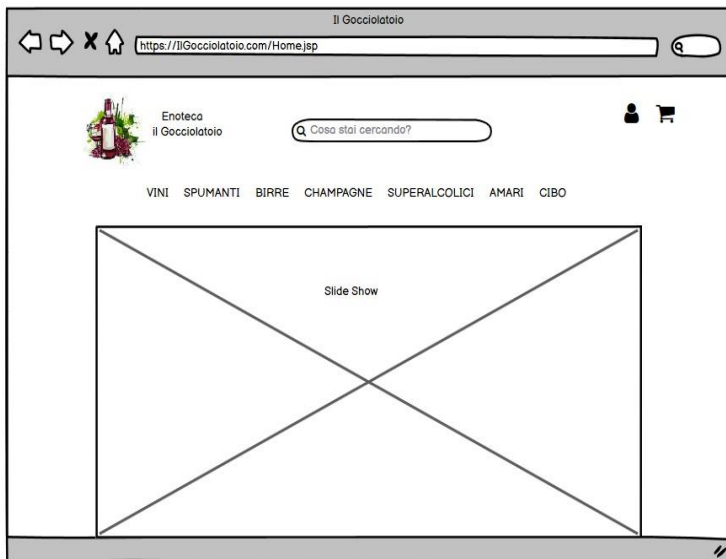 Il Gocciolatoio
https://IlGocciolatoio.com/Home.jsp
Enoteca
il Gocciolatoio
Cosa stai cercando?
VINI SPUMANTI BIRRE CHAMPAGNE SUPERALCOLICI AMARI CIBO
Slide Show